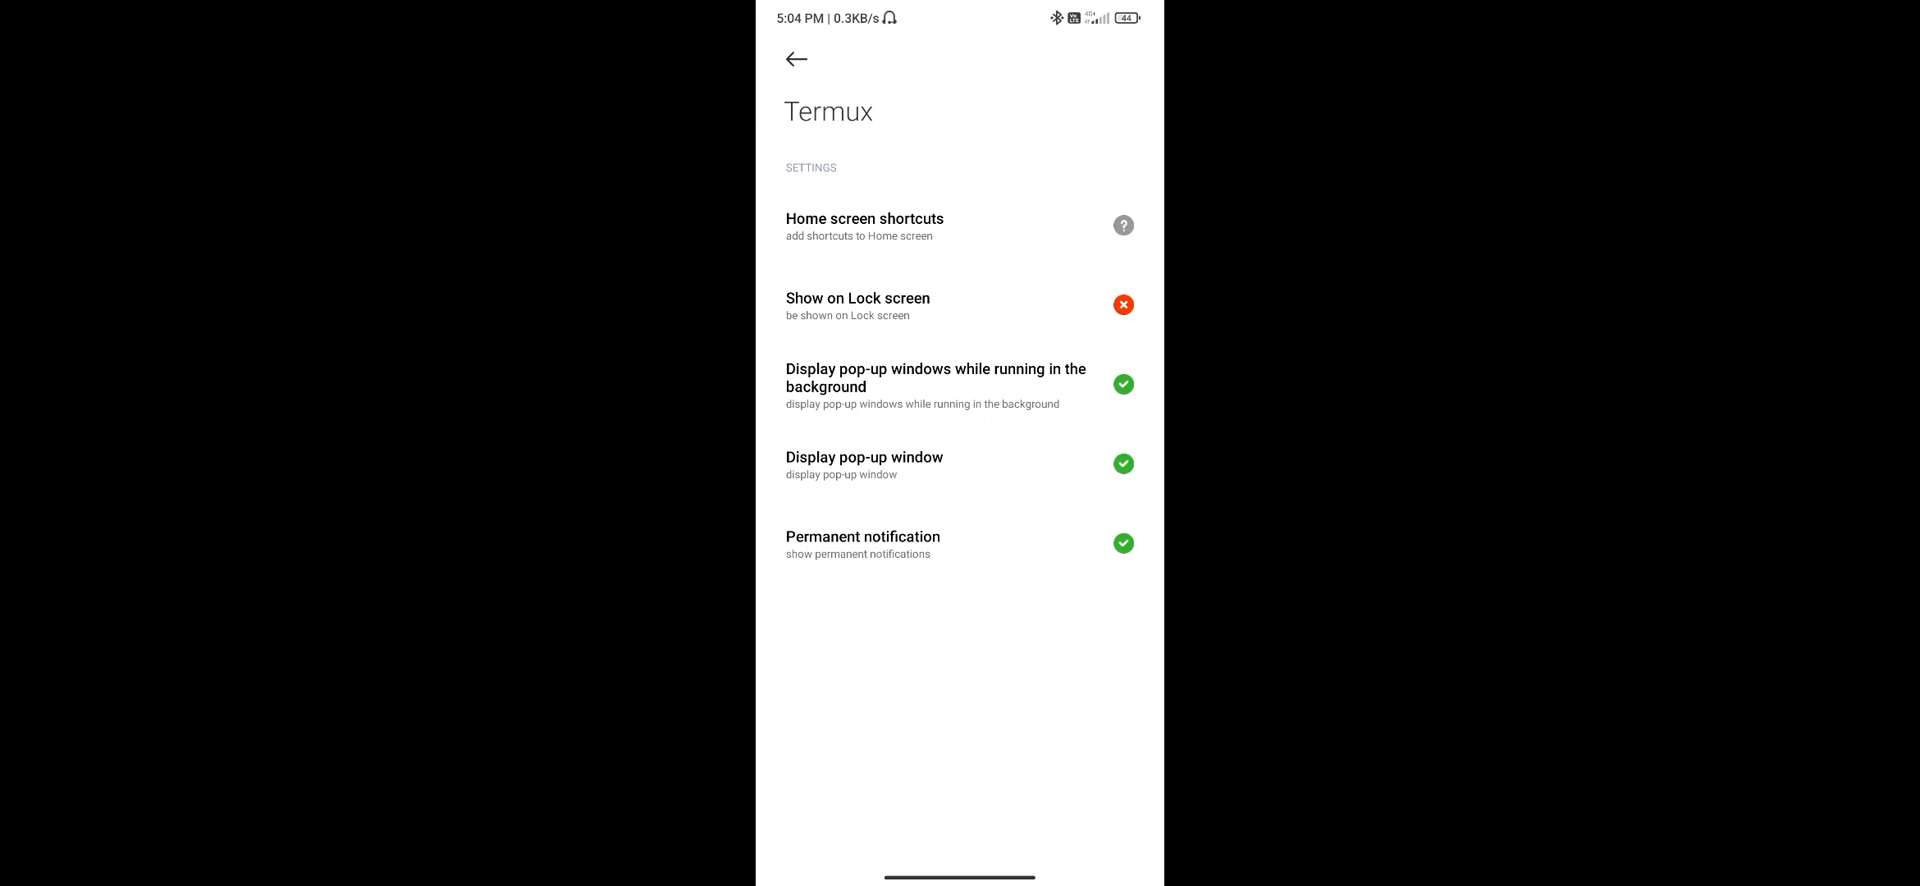 5:04 PM | 0.3KB/s
44
Termux
SETTINGS
Home screen shortcuts
add shortcuts to Home screen
Show on Lock screen
be shown on Lock screen
Display pop-up windows while running in the
background
display pop-up windows while running in the background
Display pop-up window
display pop-up window
Permanent notification
show permanent notifications